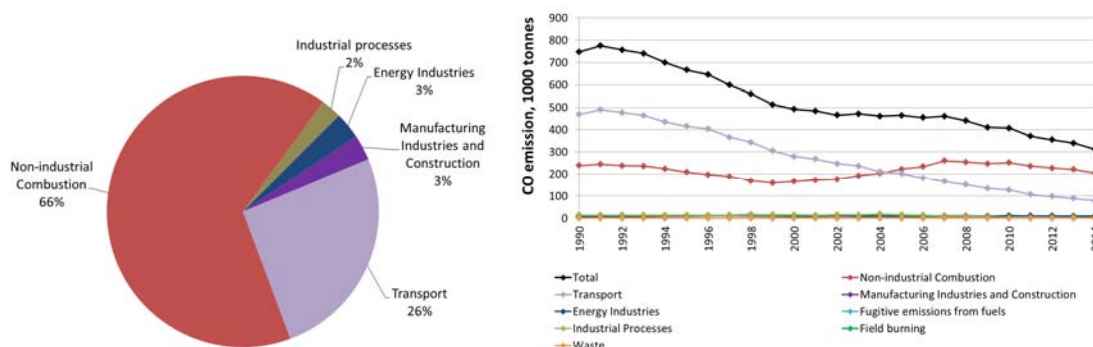 Industrial processes
2%
Energy Industries
3%
Manufacturing
Industries and
Construction
3%
Non-industrial
Combustion
66%
Transport
26%
CO emission, 1000 tonnes
900
800
700
600
500
400
300
200
100
0
1990
1992
1994
1996
1998
2000
2002
2004
2006
2008
2010
2012
Total
Non-industrial Combustion
Transport
Manufacturing Industries and Construction
Energy Industries
Fugitive emissions from fuels
Industrial Processes
Field burning
Waste